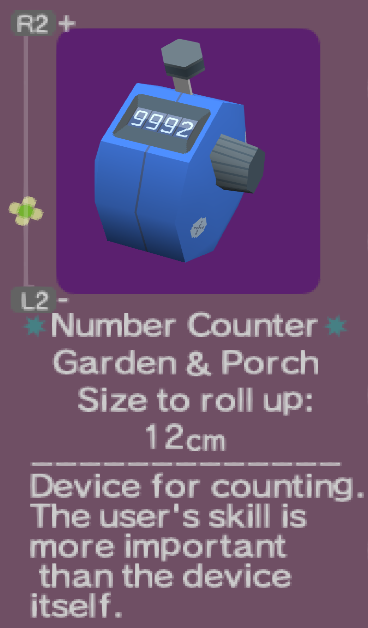 R2 +
9992
L2 -
Number Counter
Garden & Porch
Size to roll up:
12cm
Device for counting.
The user's skill is
more important
than the device
itself.